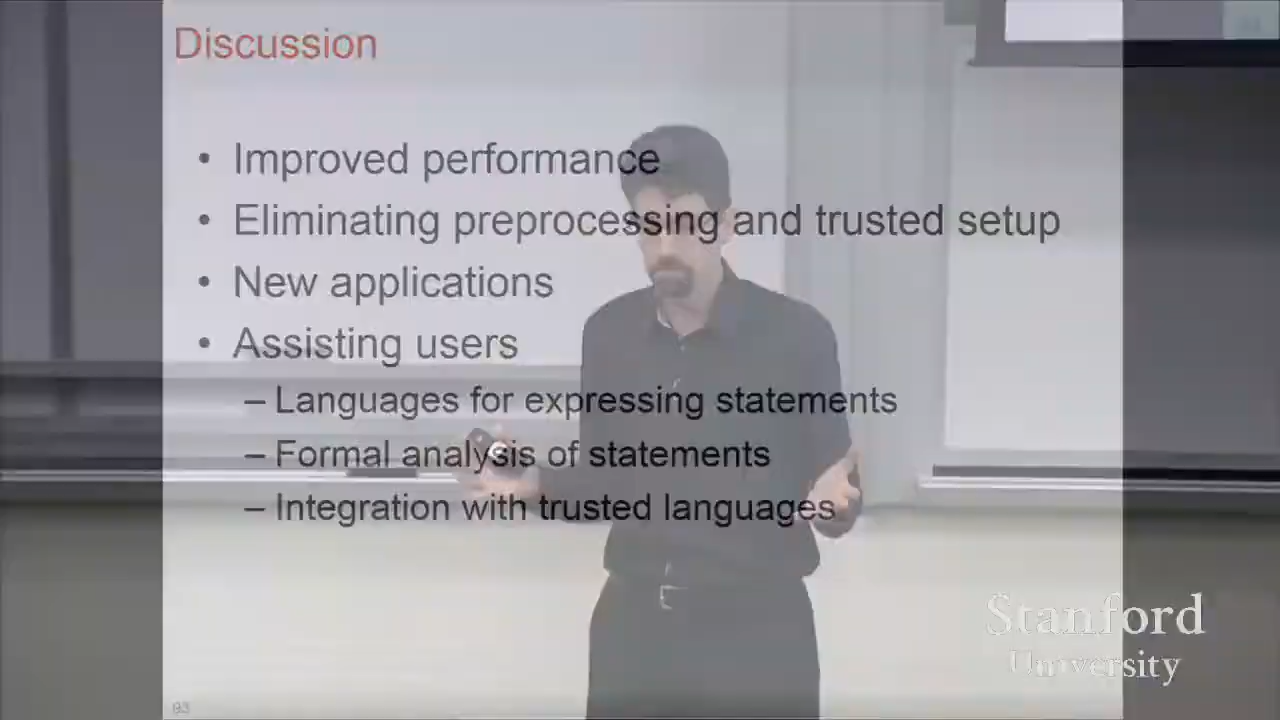 Discussion
• Improved performance
• Eliminating preprocessing and trusted setup
• New applications
• Assisting users
– Languages for expressing statements
– Formal analysis of statements
– Integration with trusted languages
93
Stanford
University